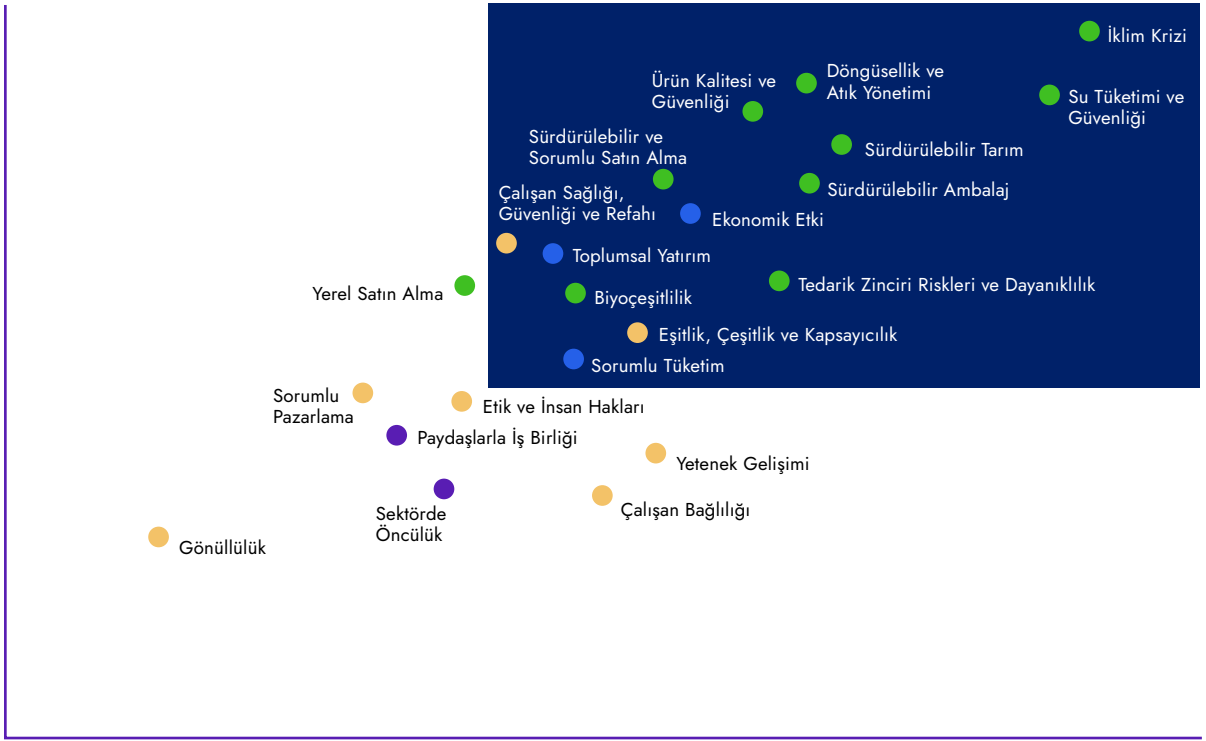 İklim Krizi
Ürün Kalitesi ve
Güvenliği
Döngüsellik ve
Atık Yönetimi
Su Tüketimi ve
Güvenliği
Sürdürülebilir ve
Sorumlu Satın Alma
Sürdürülebilir Tarım
Sürdürülebilir Ambalaj
Çalışan Sağlığı,
Güvenliği ve Refahı
Ekonomik Etki
Toplumsal Yatırım
Yerel Satın Alma
Biyoçeşitlilik
Tedarik Zinciri Riskleri ve Dayanıklılık
Eşitlik, Çeşitlik ve Kapsayıcılık
Sorumlu Tüketim
Sorumlu
Pazarlama
Etik ve İnsan Hakları
Paydaşlarla İş Birliği
Yetenek Gelişimi
Sektörde
Öncülük
Çalışan Bağlılığı
Gönüllülük